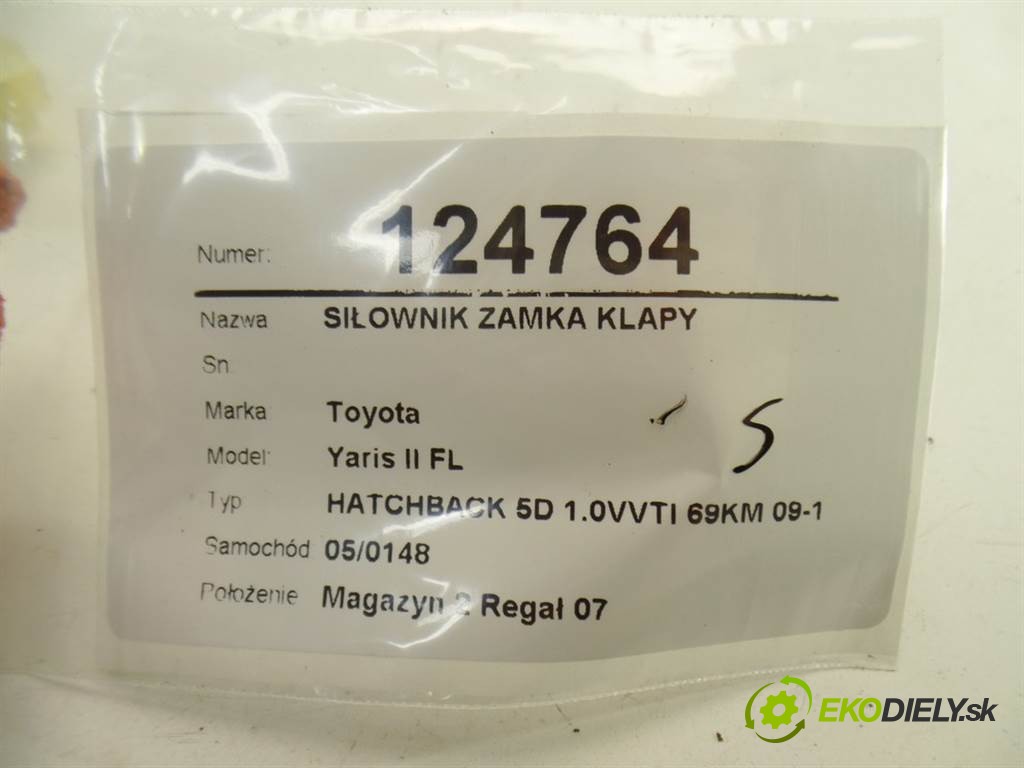 Numer: 124764
Nazwa SIŁOWNIK ZAMKA KLAPY
Sn
Marka Toyota
Model: Yaris II FL
Typ HATCHBACK 5D 1.0VVTI 69KM 09-1
Samochód 05/0148
Położenie Magazyn 2 Regał 07
S
EKODIELY.sk